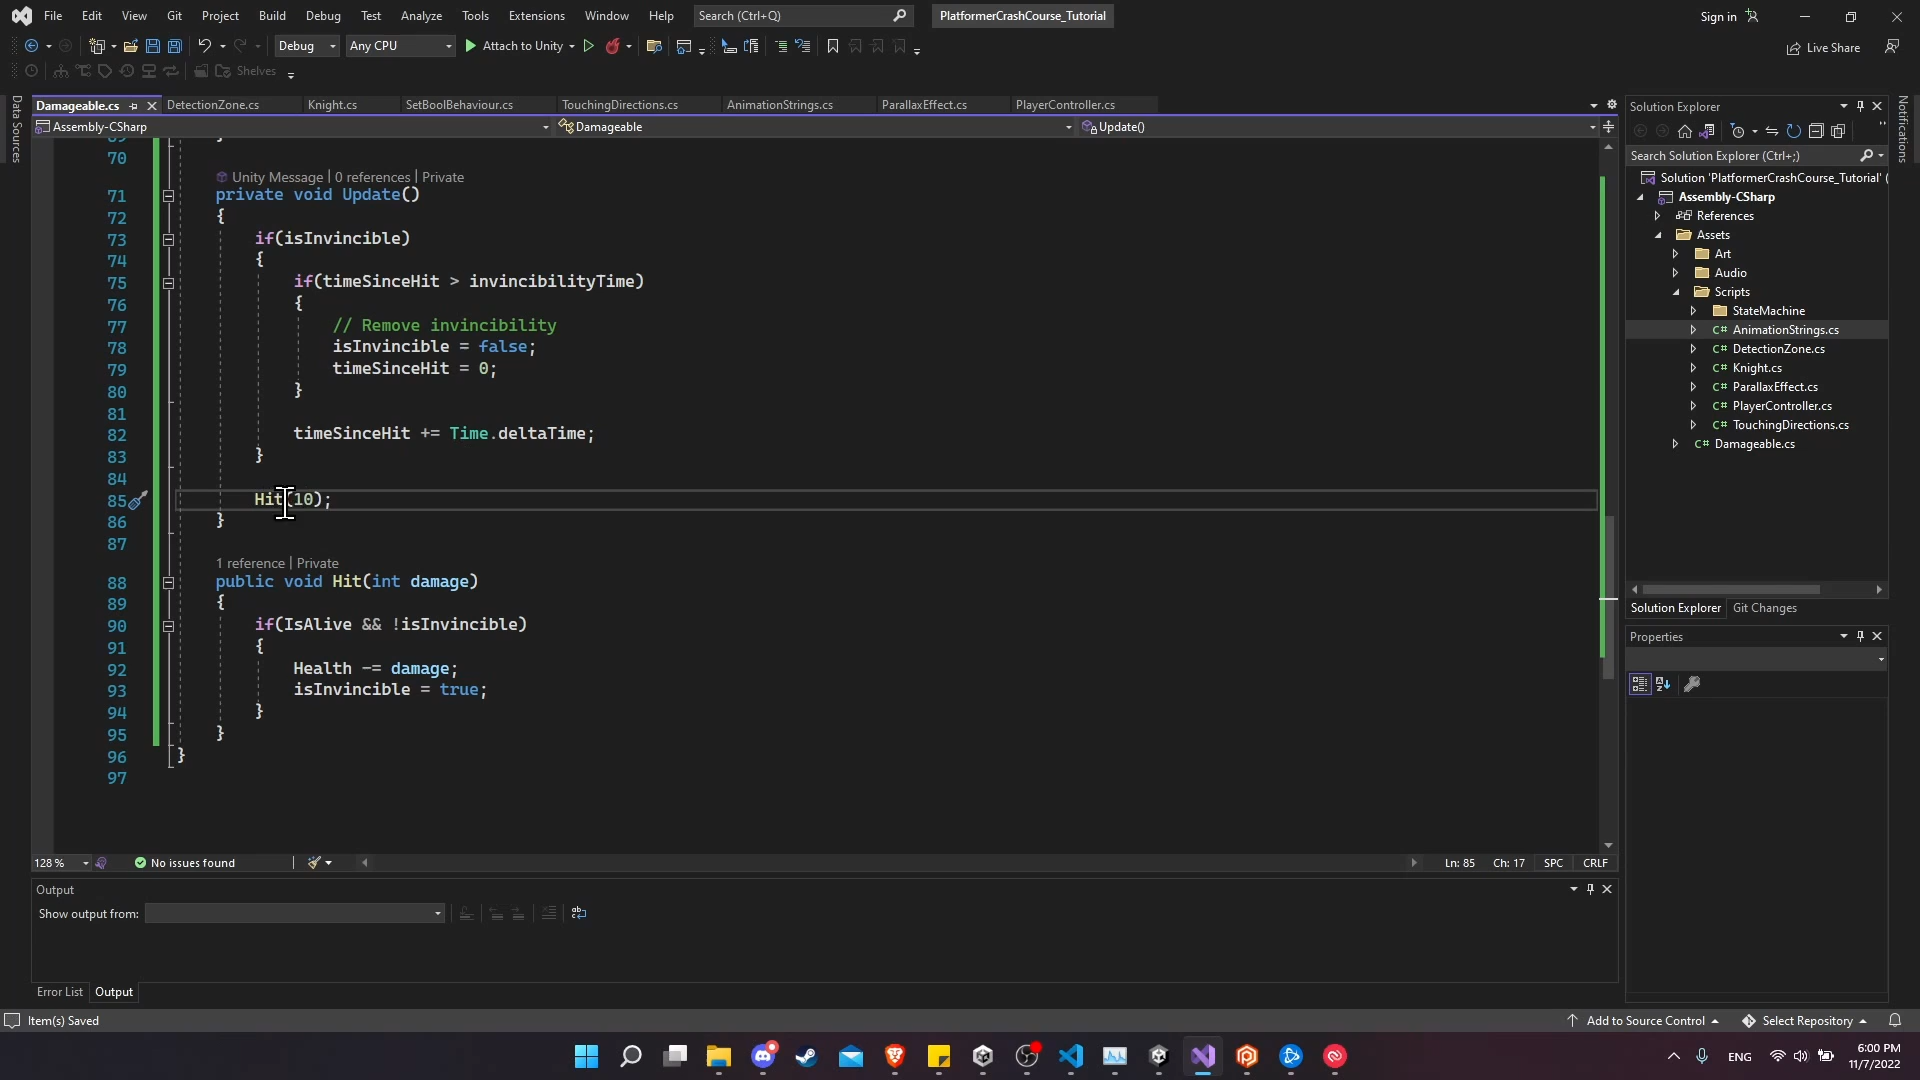 File Edit View Git Project Build Debug Test Analyze Tools Extensions Window Help Search (Ctrl+Q) PlatformerCrashCourse_Tutorial Sign in
Debug Any CPU Attach to Unity Live Share
Shelves
Data Sources
Damageable.cs DetectionZone.cs Knight.cs SetBoolBehaviour.cs TouchingDirections.cs AnimationStrings.cs ParallaxEffect.cs PlayerController.cs
Assembly-CSharp Damageable Update()
70
Unity Message | 0 references | Private
71 private void Update()
72 {
73 if(isInvincible)
74 {
75 if(timeSinceHit > invincibilityTime)
76 {
77 // Remove invincibility
78 isInvincible = false;
79 timeSinceHit = 0;
80 }
81
82 timeSinceHit += Time.deltaTime;
83 }
84
85 Hit(10);
86 }
87
1 reference | Private
88 public void Hit(int damage)
89 {
90 if(IsAlive && !isInvincible)
91 {
92 Health -= damage;
93 isInvincible = true;
94 }
95 }
96 }
97
128 % No issues found Ln: 85 Ch: 17 SPC CRLF
Output
Show output from:
Error List Output
Solution Explorer
Search Solution Explorer (Ctrl+;)
Solution 'PlatformerCrashCourse_Tutorial' (
Assembly-CSharp
References
Assets
Art
Audio
Scripts
StateMachine
C# AnimationStrings.cs
C# DetectionZone.cs
C# Knight.cs
C# ParallaxEffect.cs
C# PlayerController.cs
C# TouchingDirections.cs
C# Damageable.cs
Solution Explorer Git Changes
Properties
Notifications
Item(s) Saved Add to Source Control Select Repository
ENG 6:00 PM
11/7/2022